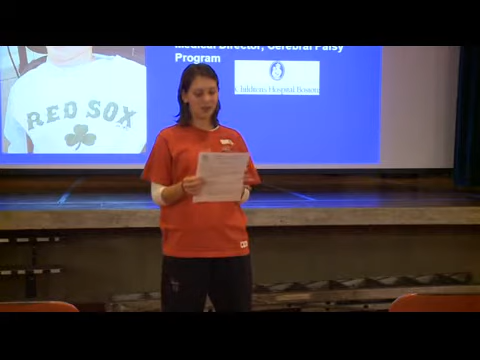 Medical Director, Cerebral Palsy
Program
Children's Hospital Boston
RED SOX